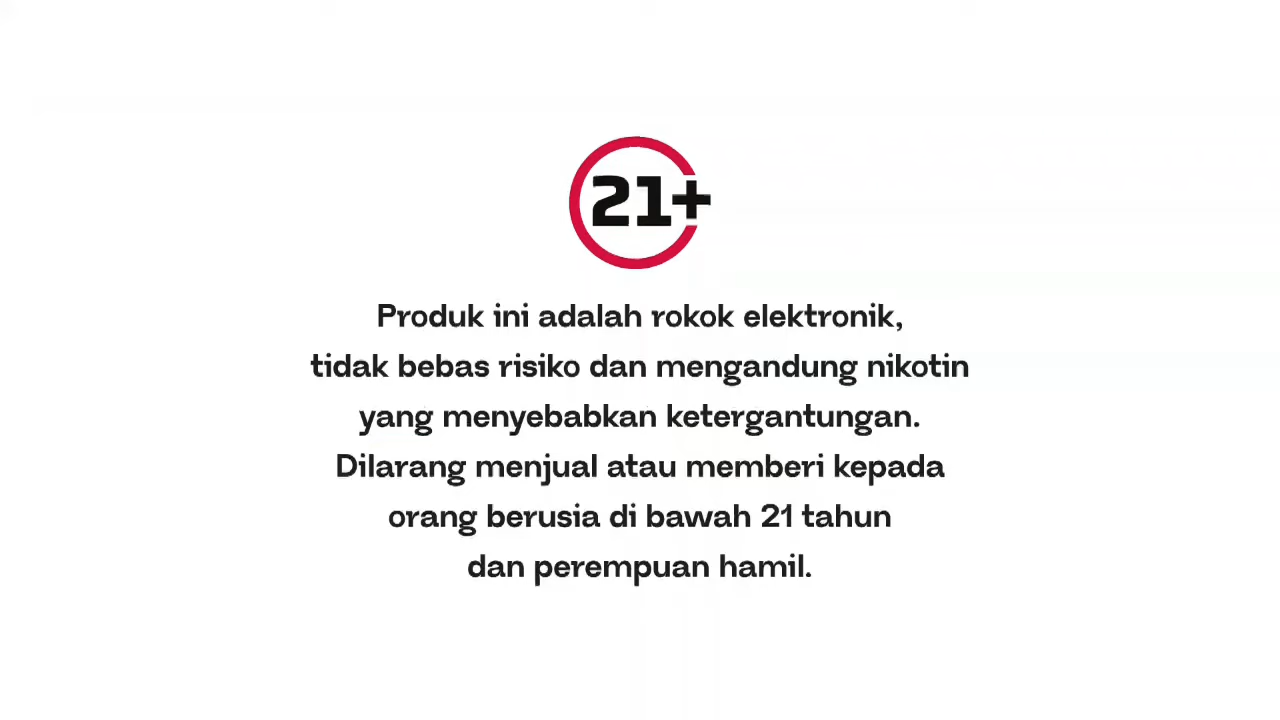 21+
Produk ini adalah rokok elektronik,
tidak bebas risiko dan mengandung nikotin
yang menyebabkan ketergantungan.
Dilarang menjual atau memberi kepada
orang berusia di bawah 21 tahun
dan perempuan hamil.